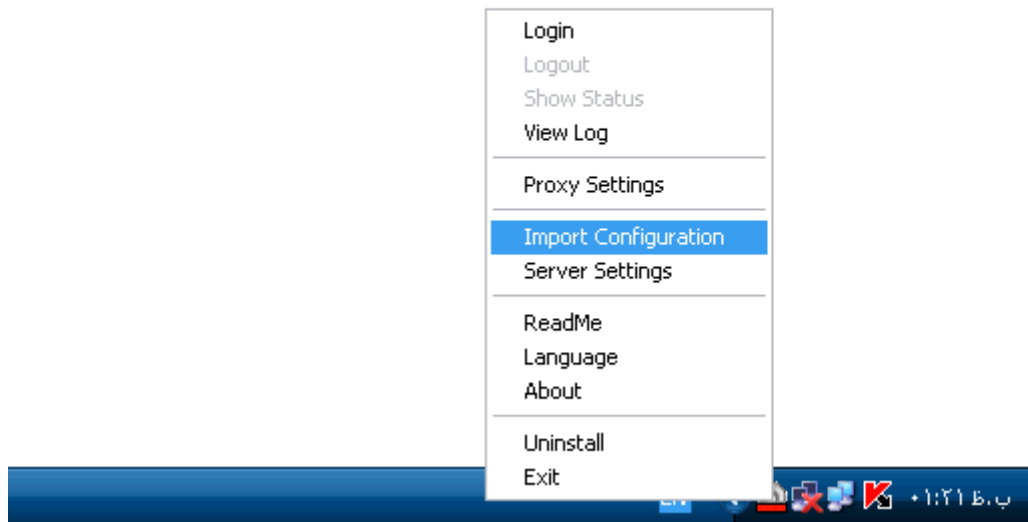 Login
Logout
Show Status
View Log
Proxy Settings
Import Configuration
Server Settings
ReadMe
Language
About
Uninstall
Exit
EN
۰۱:۲۱ ب.ظ